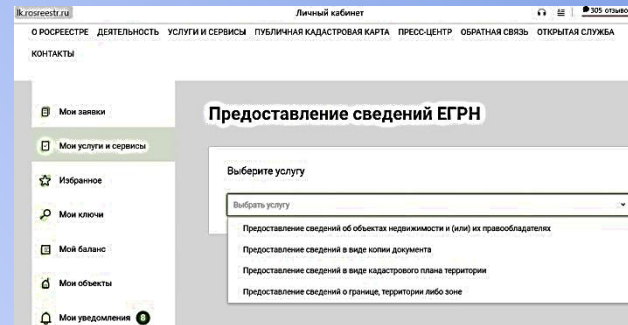 lk.rosreestr.ru Личный кабинет 305 отзыво
О РОСРЕЕСТРЕ ДЕЯТЕЛЬНОСТЬ УСЛУГИ И СЕРВИСЫ ПУБЛИЧНАЯ КАДАСТРОВАЯ КАРТА ПРЕСС-ЦЕНТР ОБРАТНАЯ СВЯЗЬ ОТКРЫТАЯ СЛУЖБА
КОНТАКТЫ
Мои заявки
Мои услуги и сервисы
Избранное
Мои ключи
Мой баланс
Мои объекты
Мои уведомления 8
Предоставление сведений ЕГРН
Выберите услугу
Выбрать услугу
Предоставление сведений об объектах недвижимости и (или) их правообладателях
Предоставление сведений в виде копии документа
Предоставление сведений в виде кадастрового плана территории
Предоставление сведений о границе, территории либо зоне